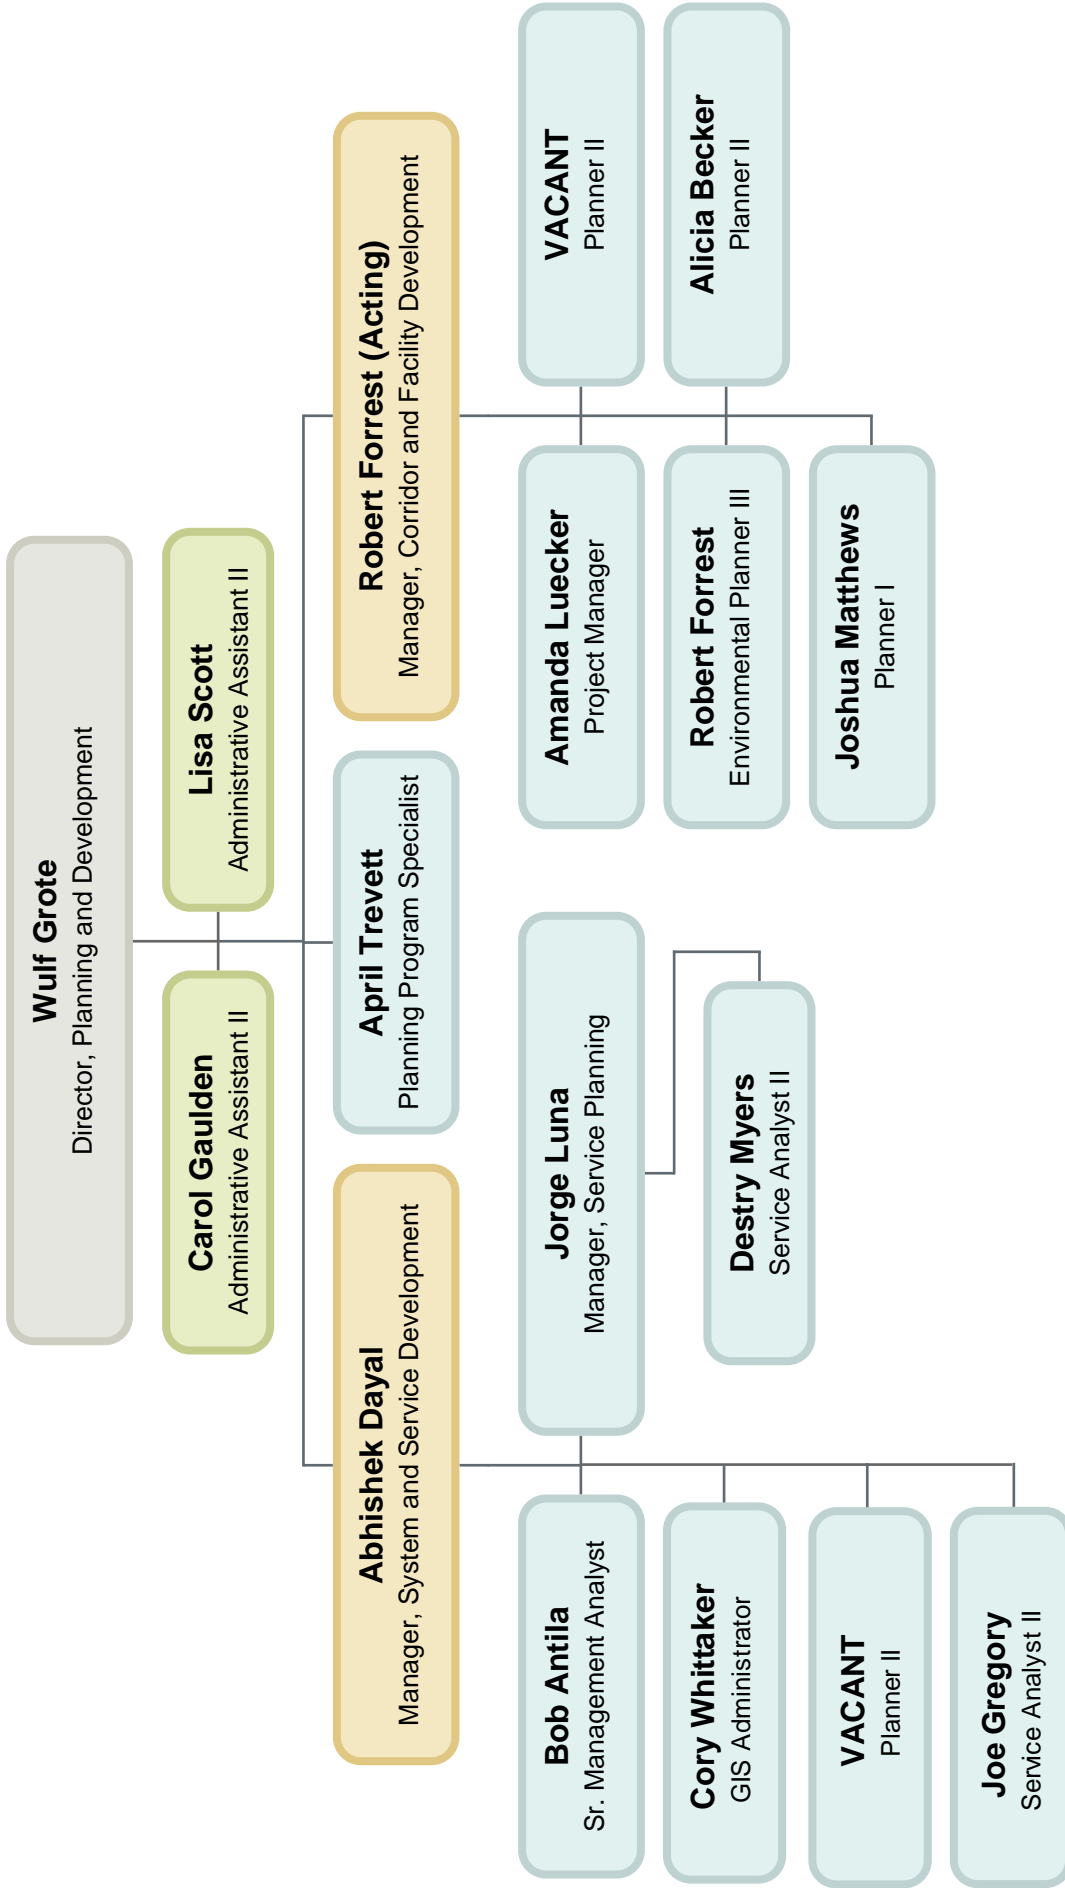 Wulf Grote
Director, Planning and Development
Carol Gaulden
Administrative Assistant II
Lisa Scott
Administrative Assistant II
Abhishek Dayal
Manager, System and Service Development
April Trevett
Planning Program Specialist
Robert Forrest (Acting)
Manager, Corridor and Facility Development
Bob Antila
Sr. Management Analyst
Jorge Luna
Manager, Service Planning
Amanda Luecker
Project Manager
VACANT
Planner II
Cory Whittaker
GIS Administrator
Destry Myers
Service Analyst II
Robert Forrest
Environmental Planner III
Alicia Becker
Planner II
VACANT
Planner II
Joshua Matthews
Planner I
Joe Gregory
Service Analyst II